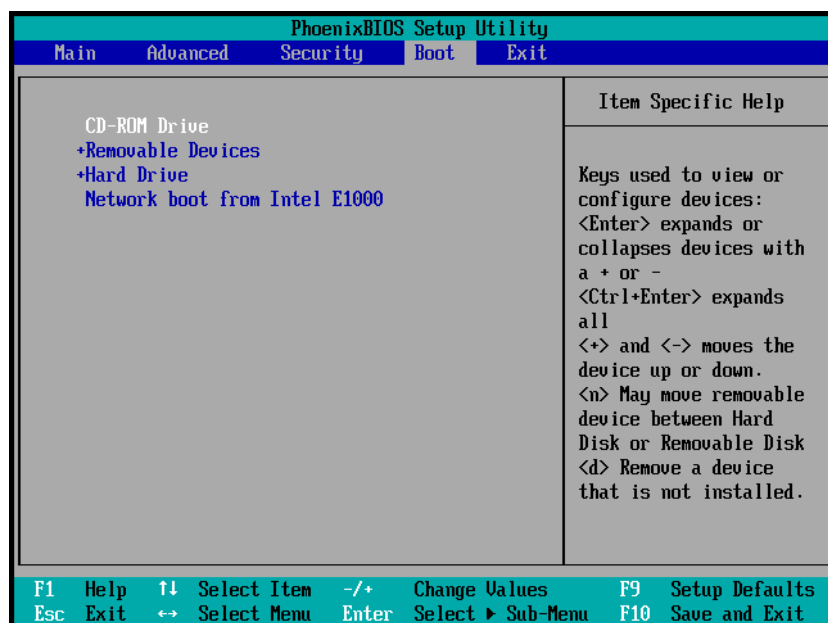 PhoenixBIOS Setup Utility
Main Advanced Security Boot Exit
CD-ROM Drive
+Removable Devices
+Hard Drive
Network boot from Intel E1000
Item Specific Help
Keys used to view or
configure devices:
<Enter> expands or
collapses devices with
a + or -
<Ctrl+Enter> expands
all
<+> and <-> moves the
device up or down.
<n> May move removable
device between Hard
Disk or Removable Disk
<d> Remove a device
that is not installed.
F1 Help ↑↓ Select Item -/+ Change Values F9 Setup Defaults
Esc Exit ↔ Select Menu Enter Select ▶ Sub-Menu F10 Save and Exit